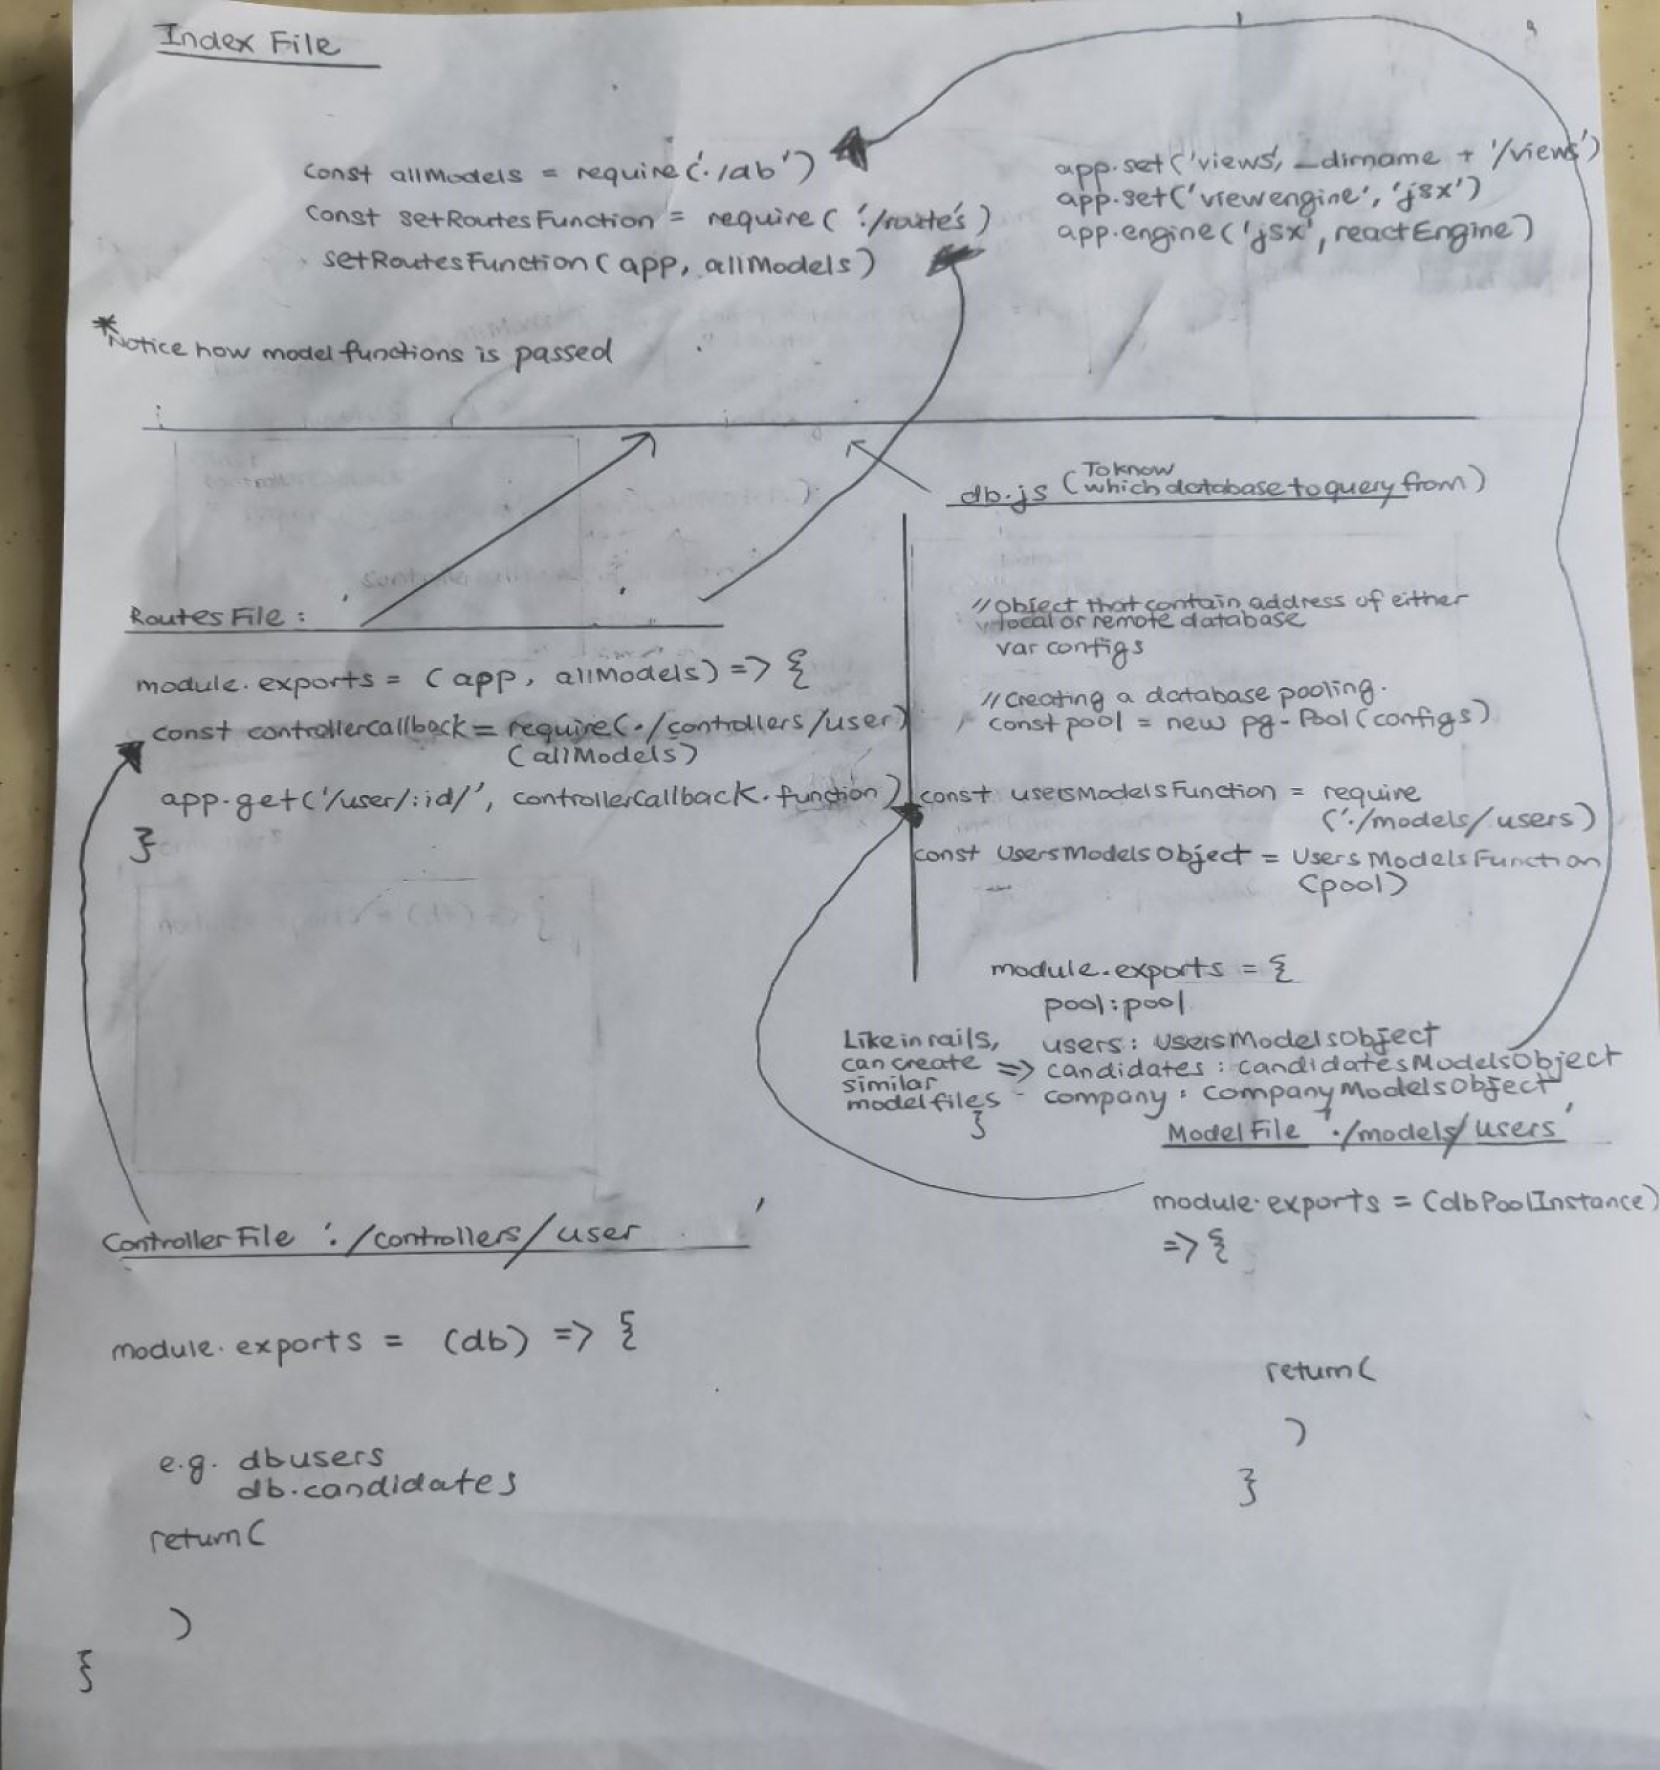 Index File
const allModels = require('./db')
const setRoutesFunction = require('./routes')
setRoutesFunction(app, allModels)
app.set('views', _dirname + '/views')
app.set('viewengine', 'jsx')
app.engine('jsx', reactEngine)
*Notice how model functions is passed
db.js (To know
which database to query from)
//object that contain address of either
local or remote database
var configs
//Creating a database pooling.
const pool = new pg-Pool(configs)
const usersModelsFunction = require
('./models/users)
const UsersModelsObject = UsersModelsFunction
(pool)
module.exports = {
pool:pool
users: UsersModelsObject
candidates: candidatesModelsObject
company: CompanyModelsObject
}
Like in rails,
can create =>
similar
model files -
Routes File:
module.exports = (app, allModels) => {
const controllercallback = require(./controllers/user)
(allModels)
app.get('/user/:id/', controllerCallback.function)
}
Model File './models/users'
module.exports = (dbPoolInstance)
=> {
return(
)
}
Controller File './controllers/user'
module.exports = (db) => {
e.g. dbusers
db.candidates
return(
)
}